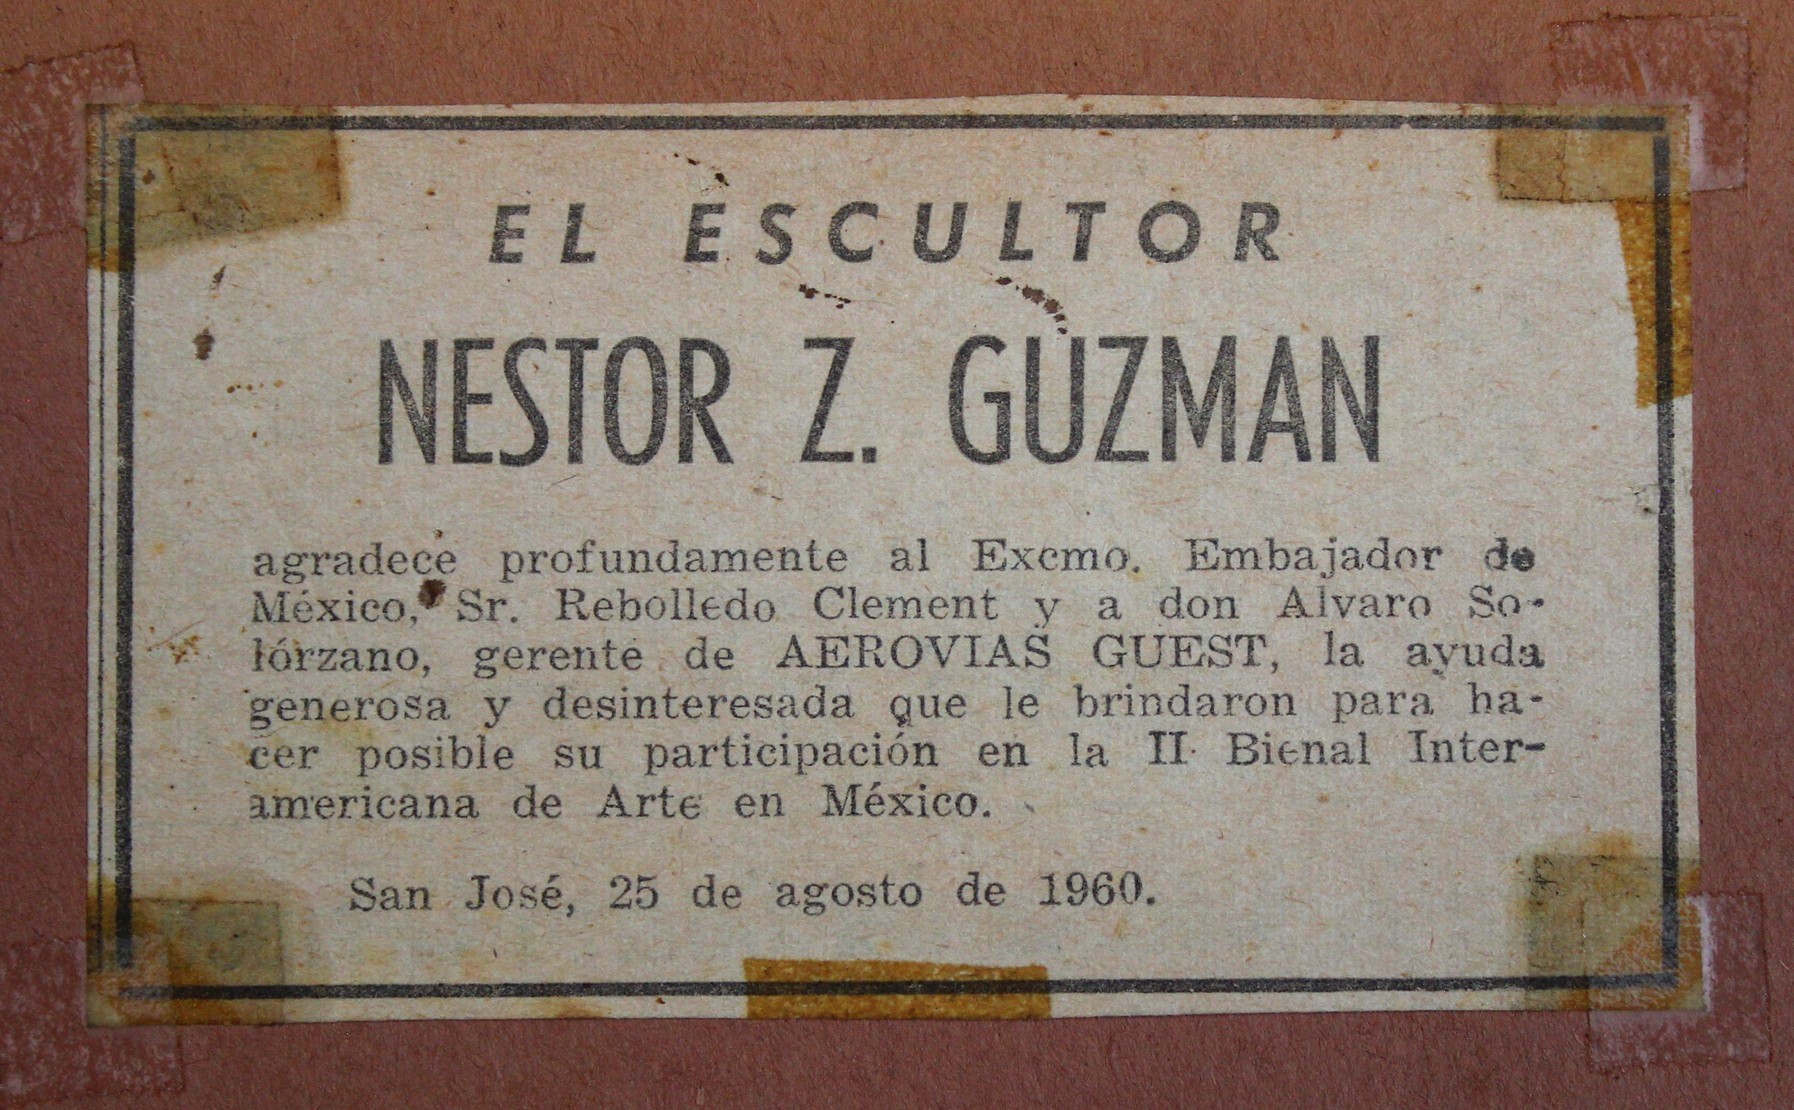 EL ESCULTOR
NESTOR Z. GUZMAN
agradece profundamente al Excmo. Embajador de
México, Sr. Rebolledo Clement y a don Alvaro So-
lórzano, gerente de AEROVIAS GUEST, la ayuda
generosa y desinteresada que le brindaron para ha-
cer posible su participación en la II Bienal Inter-
americana de Arte en México.
San José, 25 de agosto de 1960.